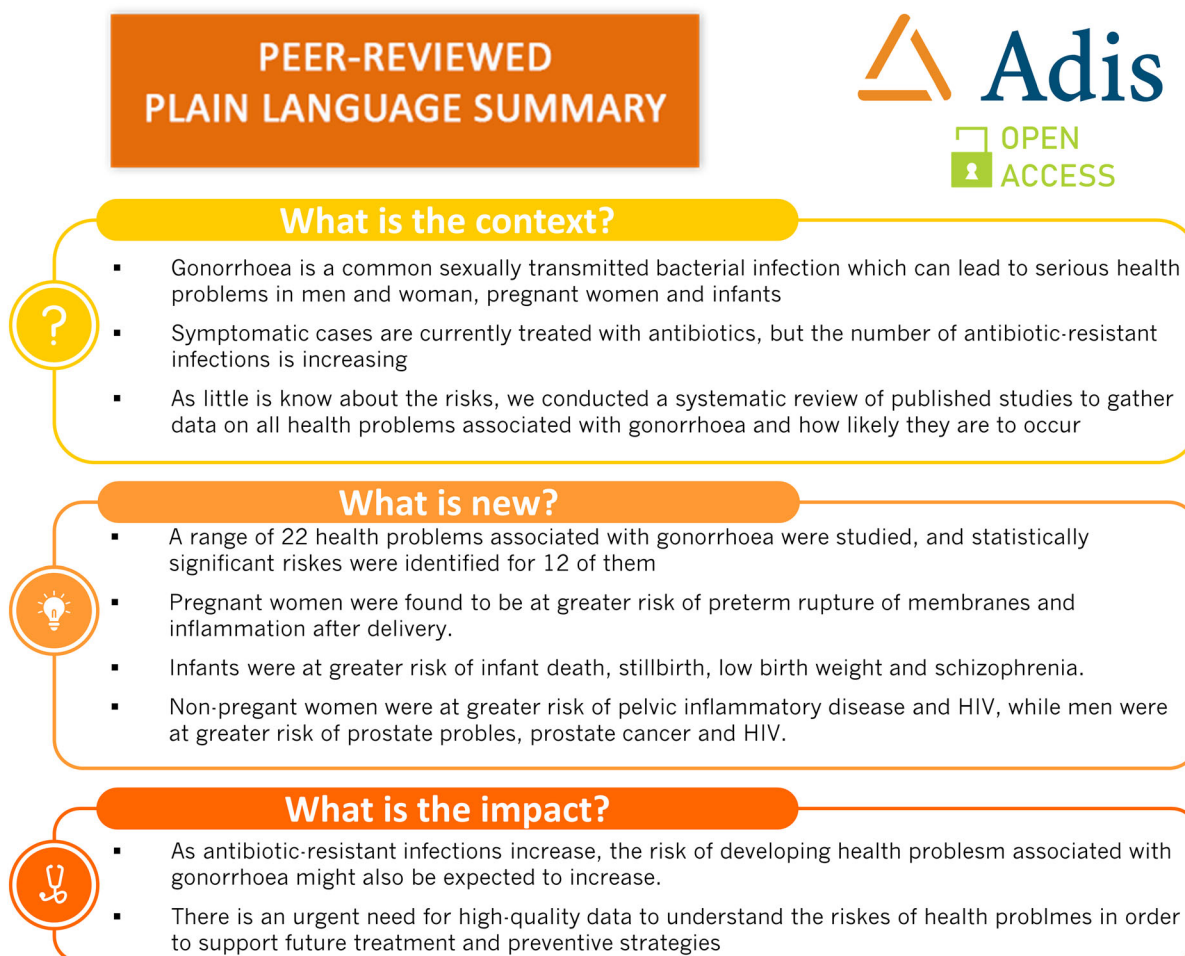 PEER-REVIEWED
PLAIN LANGUAGE SUMMARY
Adis
OPEN
ACCESS
What is the context?
▪ Gonorrhoea is a common sexually transmitted bacterial infection which can lead to serious health
problems in men and woman, pregnant women and infants
▪ Symptomatic cases are currently treated with antibiotics, but the number of antibiotic-resistant
infections is increasing
▪ As little is know about the risks, we conducted a systematic review of published studies to gather
data on all health problems associated with gonorrhoea and how likely they are to occur
?
What is new?
▪ A range of 22 health problems associated with gonorrhoea were studied, and statistically
significant riskes were identified for 12 of them
▪ Pregnant women were found to be at greater risk of preterm rupture of membranes and
inflammation after delivery.
▪ Infants were at greater risk of infant death, stillbirth, low birth weight and schizophrenia.
▪ Non-pregant women were at greater risk of pelvic inflammatory disease and HIV, while men were
at greater risk of prostate probles, prostate cancer and HIV.
What is the impact?
▪ As antibiotic-resistant infections increase, the risk of developing health problesm associated with
gonorrhoea might also be expected to increase.
▪ There is an urgent need for high-quality data to understand the riskes of health problmes in order
to support future treatment and preventive strategies